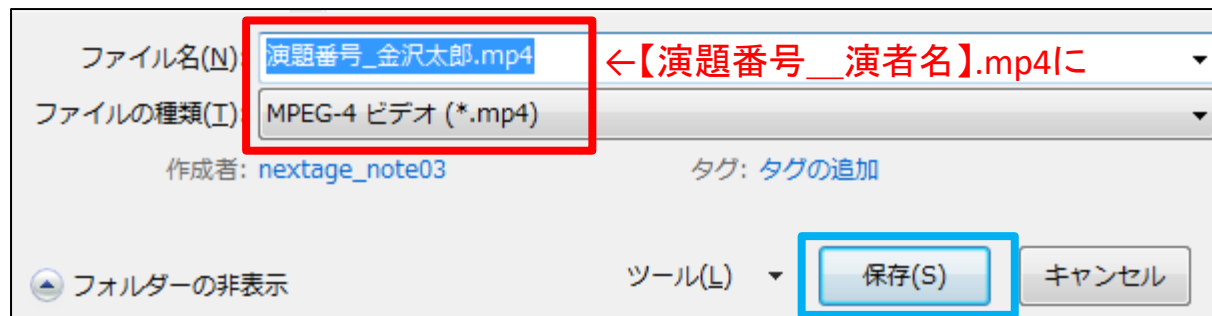 ファイル名(N): 演題番号_金沢太郎.mp4 ←【演題番号__演者名】.mp4に
ファイルの種類(T): MPEG-4 ビデオ (*.mp4)
作成者: nextage_note03 タグ: タグの追加
フォルダーの非表示 ツール(L) 保存(S) キャンセル